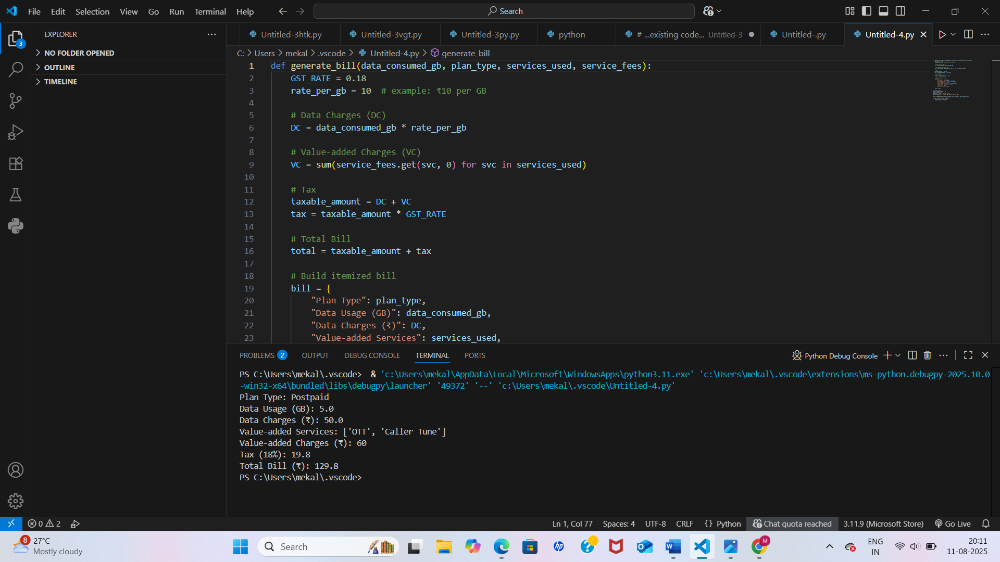 File Edit Selection View Go Run Terminal Help
Search
EXPLORER
NO FOLDER OPENED
OUTLINE
TIMELINE
3
Untitled-3htk.py
Untitled-3vgt.py
Untitled-3py.py
python
# ...existing code... Untitled-3
Untitled-.py
Untitled-4.py
C: > Users > mekal > .vscode > Untitled-4.py > generate_bill
1 def generate_bill(data_consumed_gb, plan_type, services_used, service_fees):
2 GST_RATE = 0.18
3 rate_per_gb = 10  # example: ₹10 per GB
4
5 # Data Charges (DC)
6 DC = data_consumed_gb * rate_per_gb
7
8 # Value-added Charges (VC)
9 VC = sum(service_fees.get(svc, 0) for svc in services_used)
10
11 # Tax
12 taxable_amount = DC + VC
13 tax = taxable_amount * GST_RATE
14
15 # Total Bill
16 total = taxable_amount + tax
17
18 # Build itemized bill
19 bill = {
20 "Plan Type": plan_type,
21 "Data Usage (GB)": data_consumed_gb,
22 "Data Charges (₹)": DC,
23 "Value-added Services": services_used,
PROBLEMS 2 OUTPUT DEBUG CONSOLE TERMINAL PORTS
Python Debug Console
PS C:\Users\mekal\.vscode>  & 'c:\Users\mekal\AppData\Local\Microsoft\WindowsApps\python3.11.exe' 'c:\Users\mekal\.vscode\extensions\ms-python.debugpy-2025.10.0
-win32-x64\bundled\libs\debugpy\launcher' '49372' '--' 'c:\Users\mekal\.vscode\Untitled-4.py'
Plan Type: Postpaid
Data Usage (GB): 5.0
Data Charges (₹): 50.0
Value-added Services: ['OTT', 'Caller Tune']
Value-added Charges (₹): 60
Tax (18%): 19.8
Total Bill (₹): 129.8
PS C:\Users\mekal\.vscode>
0 2
Ln 1, Col 77 Spaces: 4 UTF-8 CRLF {} Python Chat quota reached 3.11.9 (Microsoft Store) Go Live
8
27°C
Mostly cloudy
Search
hp
M
ENG
IN
20:11
11-08-2025